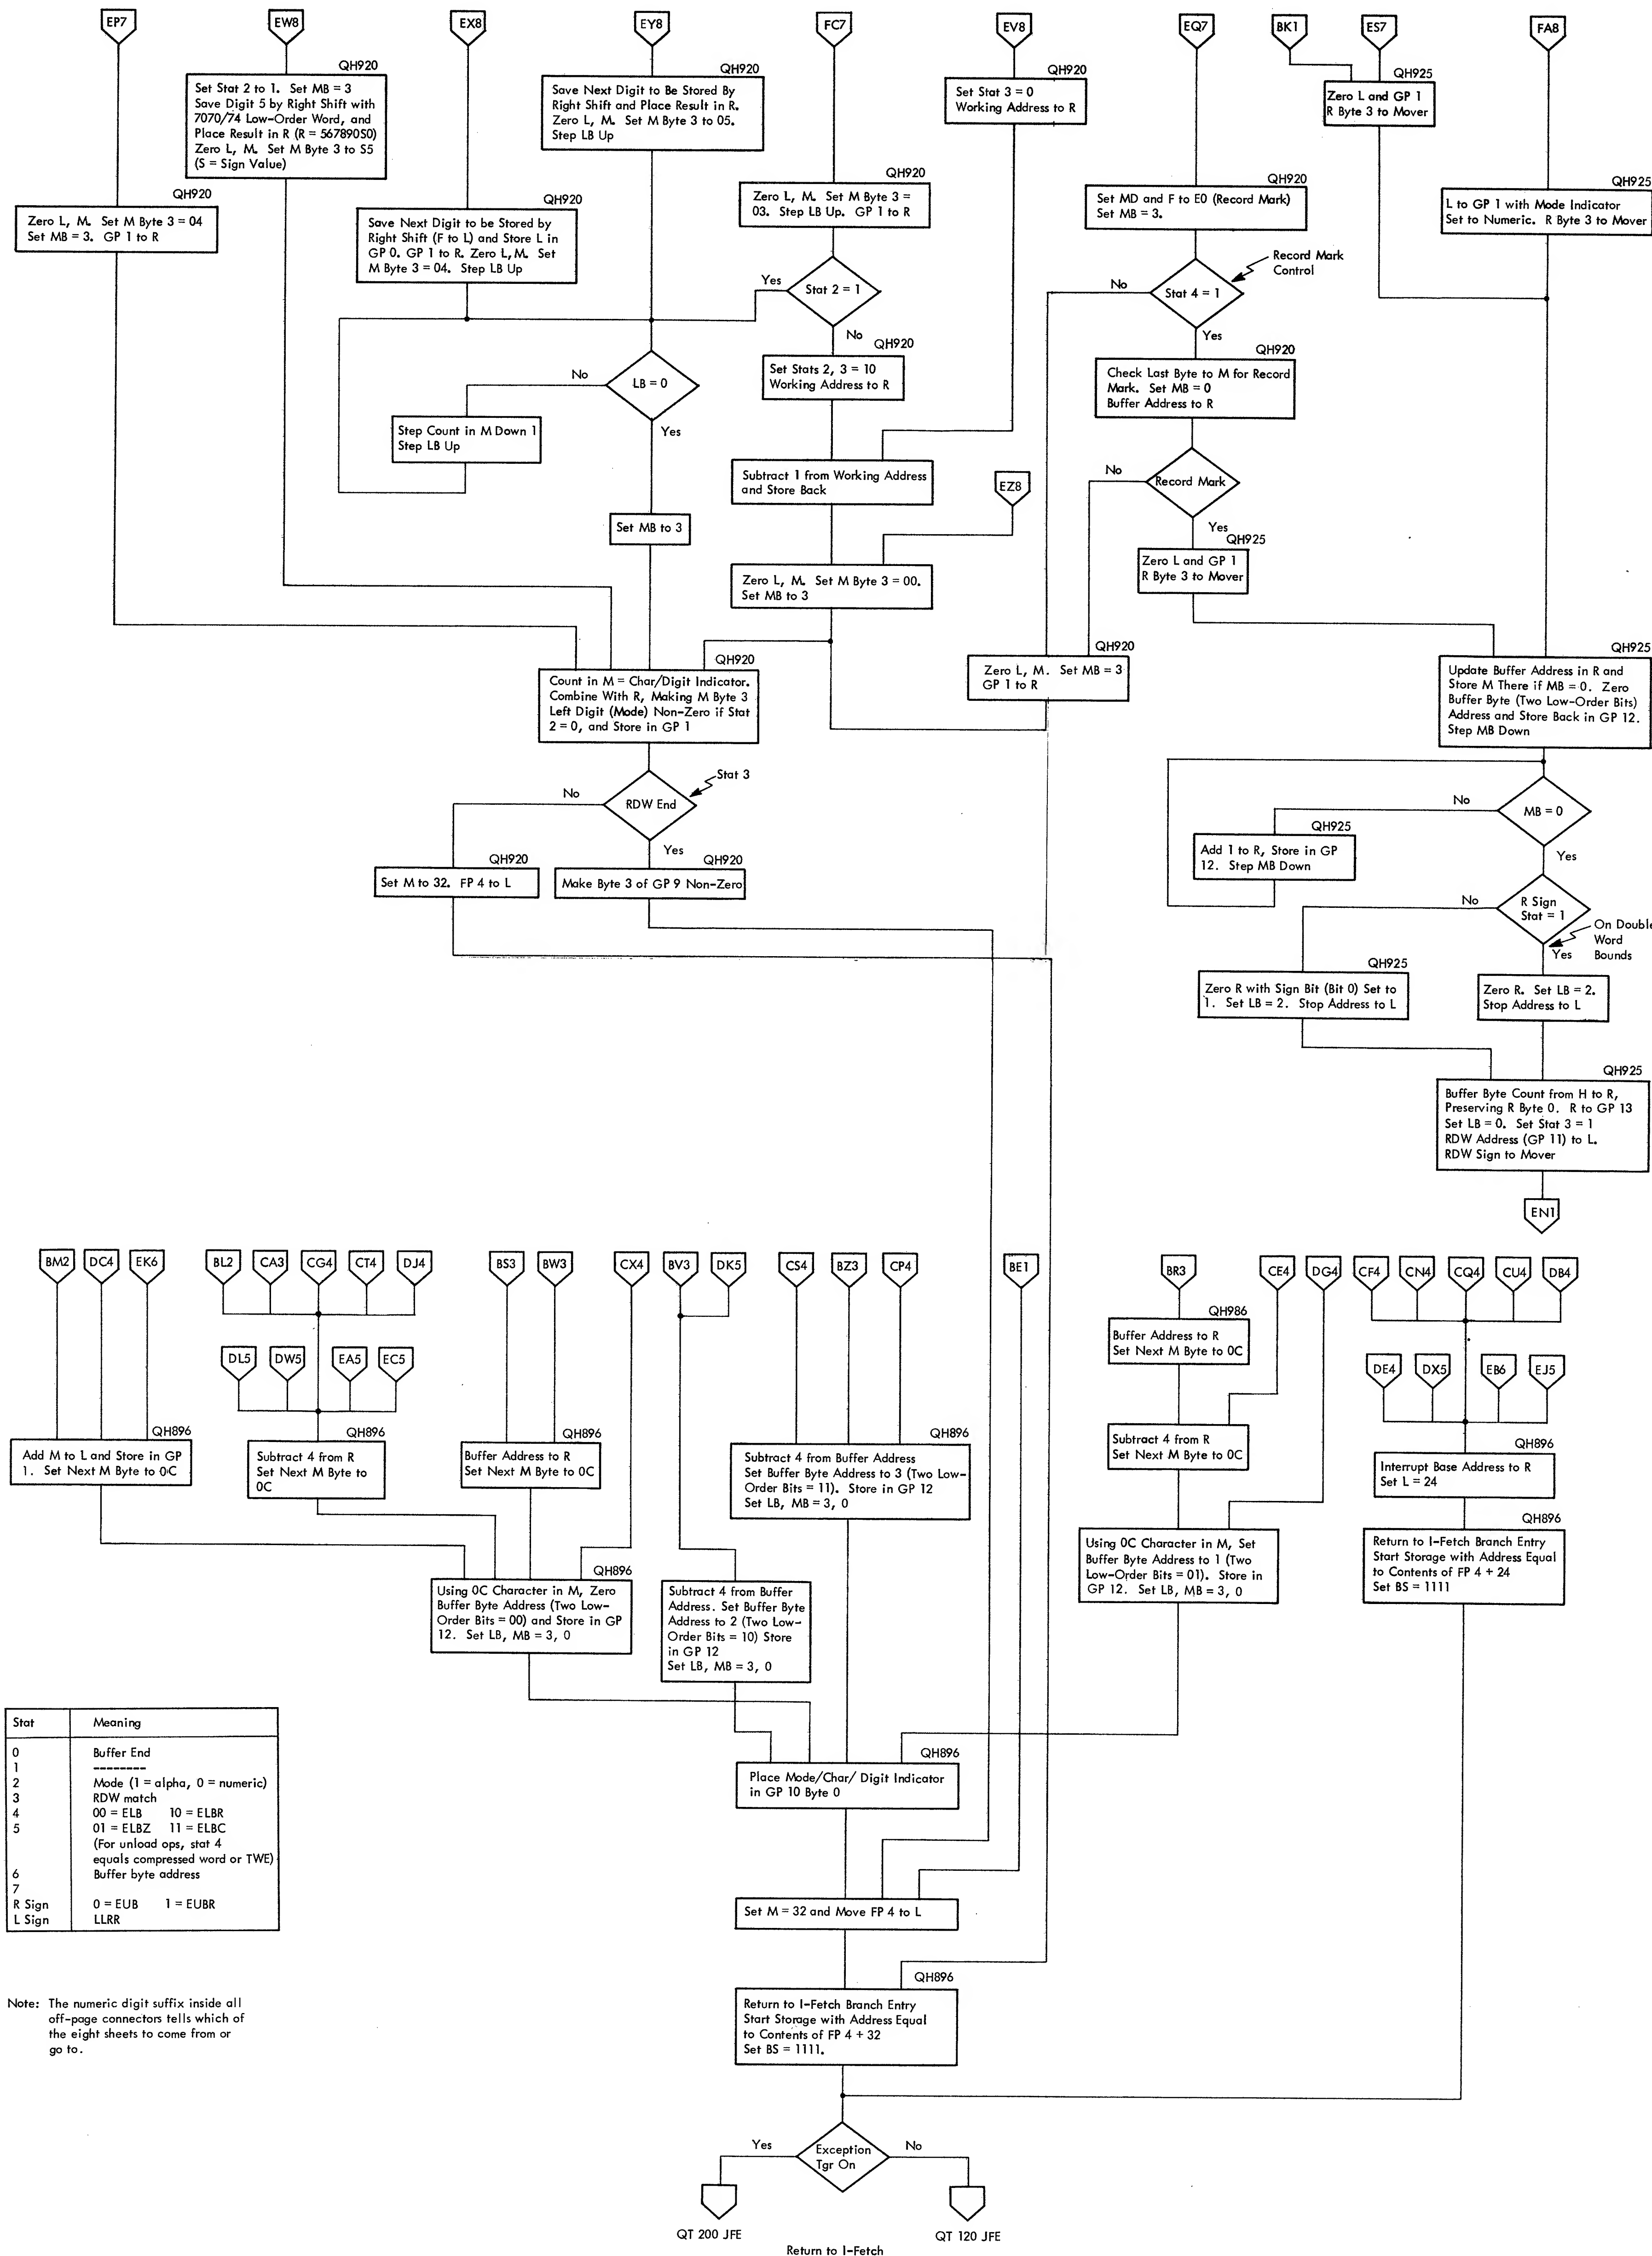 EP7
EW8
EX8
EY8
FC7
EV8
EQ7
BK1
ES7
FA8
QH920
Set Stat 2 to 1. Set MB = 3
Save Digit 5 by Right Shift with
7070/74 Low-Order Word, and
Place Result in R (R = 567890S0)
Zero L, M. Set M Byte 3 to S5
(S = Sign Value)
QH920
Save Next Digit to Be Stored By
Right Shift and Place Result in R.
Zero L, M. Set M Byte 3 to 05.
Step LB Up
QH920
Set Stat 3 = 0
Working Address to R
QH925
Zero L and GP 1
R Byte 3 to Mover
QH920
Zero L, M. Set M Byte 3 = 04
Set MB = 3. GP 1 to R
QH920
Save Next Digit to be Stored by
Right Shift (F to L) and Store L in
GP 0. GP 1 to R. Zero L, M. Set
M Byte 3 = 04. Step LB Up
QH920
Zero L, M. Set M Byte 3 =
03. Step LB Up. GP 1 to R
QH920
Set MD and F to E0 (Record Mark)
Set MB = 3.
QH925
L to GP 1 with Mode Indicator
Set to Numeric. R Byte 3 to Mover
Yes
Stat 2 = 1
No
No
Stat 4 = 1
Yes
Record Mark
Control
QH920
Set Stats 2, 3 = 10
Working Address to R
QH920
Check Last Byte to M for Record
Mark. Set MB = 0
Buffer Address to R
No
LB = 0
Yes
Step Count in M Down 1
Step LB Up
Subtract 1 from Working Address
and Store Back
EZ8
No
Record Mark
Yes
Set MB to 3
QH925
Zero L and GP 1
R Byte 3 to Mover
Zero L, M. Set M Byte 3 = 00.
Set MB to 3
QH920
Count in M = Char/Digit Indicator.
Combine With R, Making M Byte 3
Left Digit (Mode) Non-Zero if Stat
2 = 0, and Store in GP 1
QH920
Zero L, M. Set MB = 3
GP 1 to R
QH925
Update Buffer Address in R and
Store M There if MB = 0. Zero
Buffer Byte (Two Low-Order Bits)
Address and Store Back in GP 12.
Step MB Down
No
RDW End
Stat 3
Yes
No
MB = 0
Yes
QH925
Add 1 to R, Store in GP
12. Step MB Down
QH920
Set M to 32. FP 4 to L
QH920
Make Byte 3 of GP 9 Non-Zero
No
R Sign
Stat = 1
Yes
On Double
Word
Bounds
QH925
Zero R with Sign Bit (Bit 0) Set to
1. Set LB = 2. Stop Address to L
Zero R. Set LB = 2.
Stop Address to L
QH925
Buffer Byte Count from H to R,
Preserving R Byte 0. R to GP 13
Set LB = 0. Set Stat 3 = 1
RDW Address (GP 11) to L.
RDW Sign to Mover
EN1
BM2
DC4
EK6
BL2
CA3
CG4
CT4
DJ4
BS3
BW3
CX4
BV3
DK5
CS4
BZ3
CP4
BE1
BR3
CE4
DG4
CF4
CN4
CQ4
CU4
DB4
DL5
DW5
EA5
EC5
QH986
Buffer Address to R
Set Next M Byte to 0C
DE4
DX5
EB6
EJ5
QH896
Add M to L and Store in GP
1. Set Next M Byte to 0C
QH896
Subtract 4 from R
Set Next M Byte to
0C
QH896
Buffer Address to R
Set Next M Byte to 0C
QH896
Subtract 4 from Buffer Address
Set Buffer Byte Address to 3 (Two Low-
Order Bits = 11). Store in GP 12
Set LB, MB = 3, 0
Subtract 4 from R
Set Next M Byte to 0C
QH896
Interrupt Base Address to R
Set L = 24
QH896
Using 0C Character in M, Zero
Buffer Byte Address (Two Low-
Order Bits = 00) and Store in GP
12. Set LB, MB = 3, 0
Subtract 4 from Buffer
Address. Set Buffer Byte
Address to 2 (Two Low-
Order Bits = 10) Store
in GP 12
Set LB, MB = 3, 0
Using 0C Character in M, Set
Buffer Byte Address to 1 (Two
Low-Order Bits = 01). Store in
GP 12. Set LB, MB = 3, 0
QH896
Return to I-Fetch Branch Entry
Start Storage with Address Equal
to Contents of FP 4 + 24
Set BS = 1111
Stat Meaning
0 Buffer End
1 --------
2 Mode (1 = alpha, 0 = numeric)
3 RDW match
4 00 = ELB 10 = ELBR
5 01 = ELBZ 11 = ELBC
(For unload ops, stat 4
equals compressed word or TWE)
6 Buffer byte address
7
R Sign 0 = EUB 1 = EUBR
L Sign LLRR
QH896
Place Mode/Char/ Digit Indicator
in GP 10 Byte 0
Set M = 32 and Move FP 4 to L
QH896
Return to I-Fetch Branch Entry
Start Storage with Address Equal
to Contents of FP 4 + 32
Set BS = 1111.
Note: The numeric digit suffix inside all
off-page connectors tells which of
the eight sheets to come from or
go to.
Yes
Exception
Tgr On
No
QT 200 JFE
QT 120 JFE
Return to I-Fetch